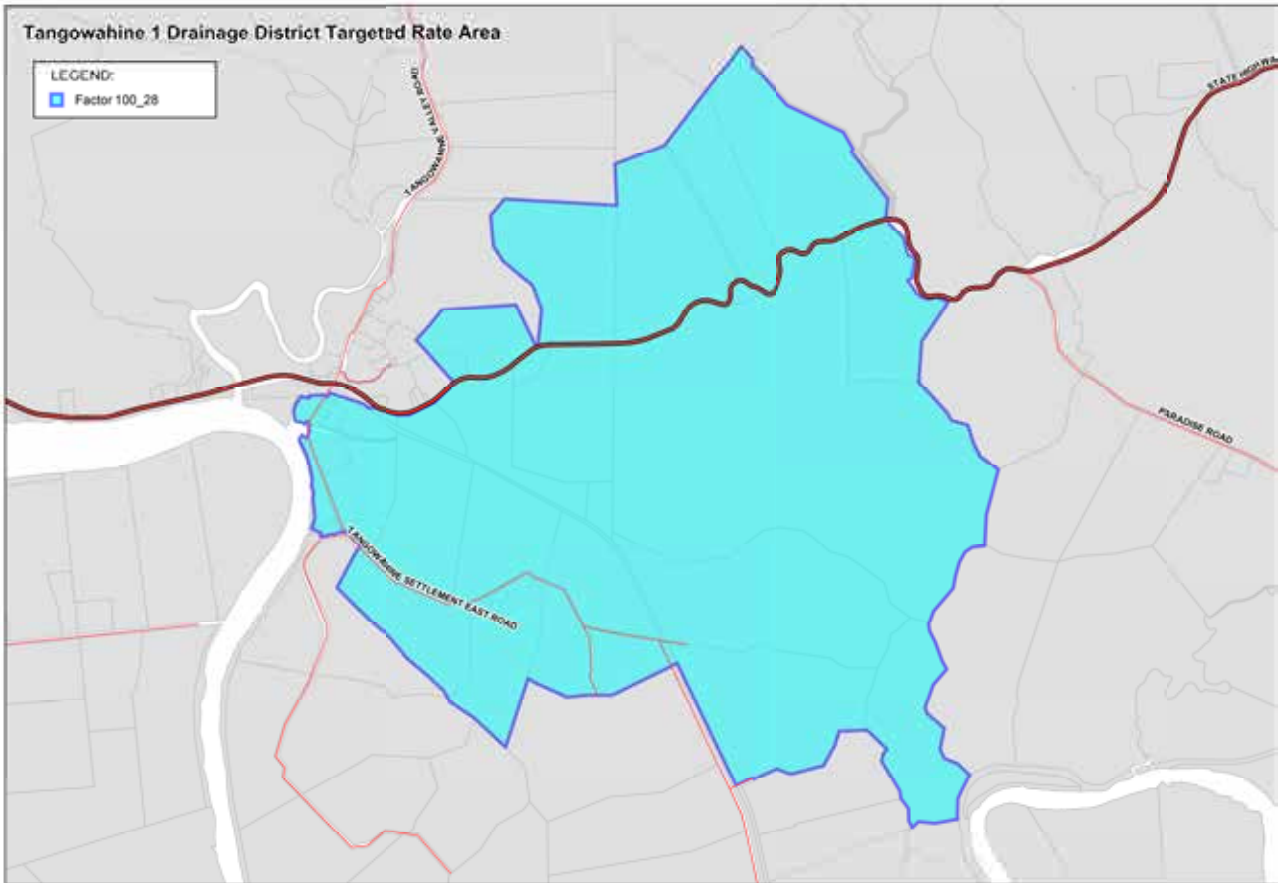 Tangowahine 1 Drainage District Targeted Rate Area
LEGEND:
Factor 100_28
TANGOWAHINE VALLEY ROAD
STATE HIGHWA
PARADISE ROAD
TANGOWAHINE SETTLEMENT EAST ROAD